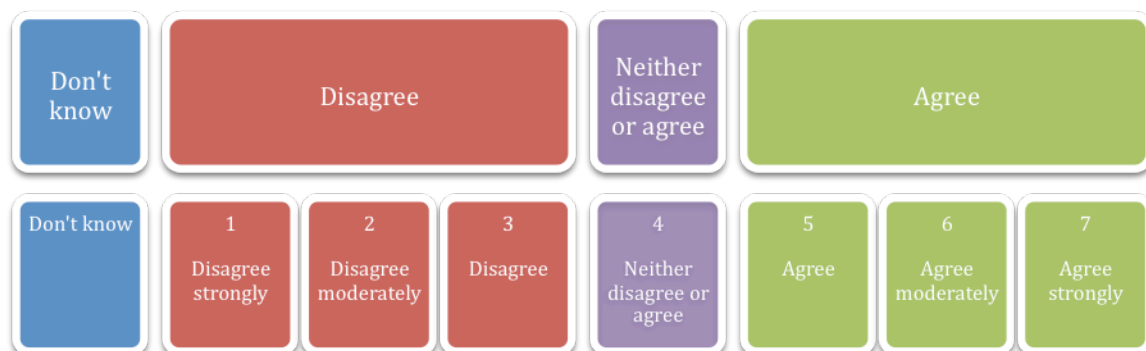 Don't
know
Disagree
Neither
disagree
or agree
Agree
Don't know
1
Disagree
strongly
2
Disagree
moderately
3
Disagree
4
Neither
disagree or
agree
5
Agree
6
Agree
moderately
7
Agree
strongly